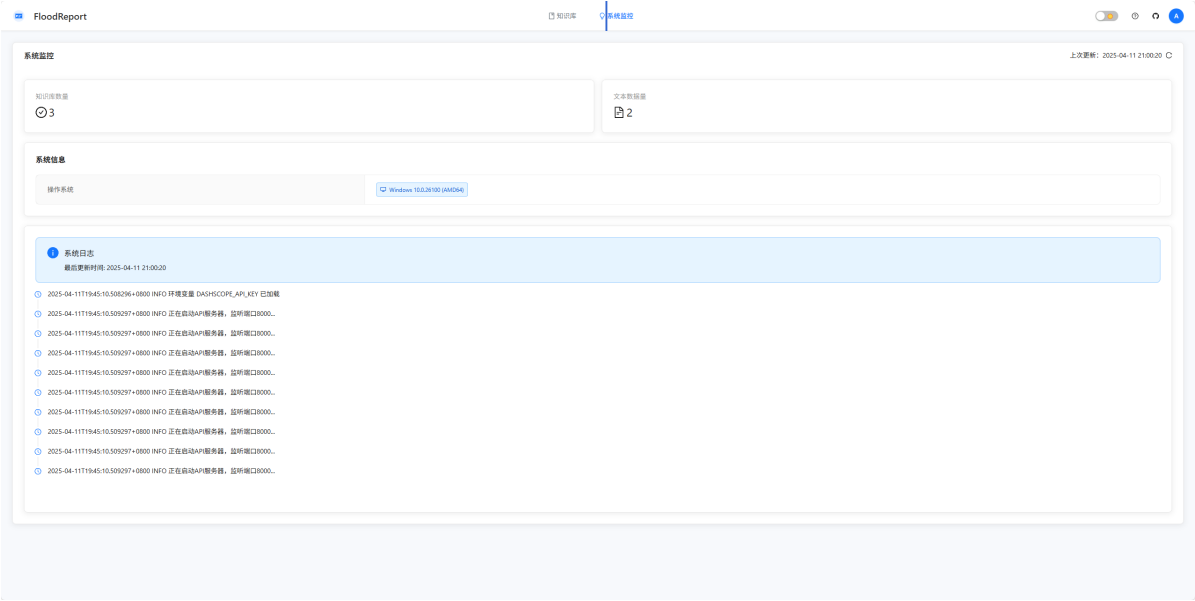 FloodReport
知识库
系统监控
A
系统监控
上次更新：2025-04-11 21:00:20
知识库数量
3
文本数据量
2
系统信息
操作系统
Windows 10.0.26100 (AMD64)
系统日志
最后更新时间: 2025-04-11 21:00:20
2025-04-11T19:45:10.508296+0800 INFO 环境变量 DASHSCOPE_API_KEY 已加载
2025-04-11T19:45:10.509297+0800 INFO 正在启动API服务器，监听端口8000...
2025-04-11T19:45:10.509297+0800 INFO 正在启动API服务器，监听端口8000...
2025-04-11T19:45:10.509297+0800 INFO 正在启动API服务器，监听端口8000...
2025-04-11T19:45:10.509297+0800 INFO 正在启动API服务器，监听端口8000...
2025-04-11T19:45:10.509297+0800 INFO 正在启动API服务器，监听端口8000...
2025-04-11T19:45:10.509297+0800 INFO 正在启动API服务器，监听端口8000...
2025-04-11T19:45:10.509297+0800 INFO 正在启动API服务器，监听端口8000...
2025-04-11T19:45:10.509297+0800 INFO 正在启动API服务器，监听端口8000...
2025-04-11T19:45:10.509297+0800 INFO 正在启动API服务器，监听端口8000...